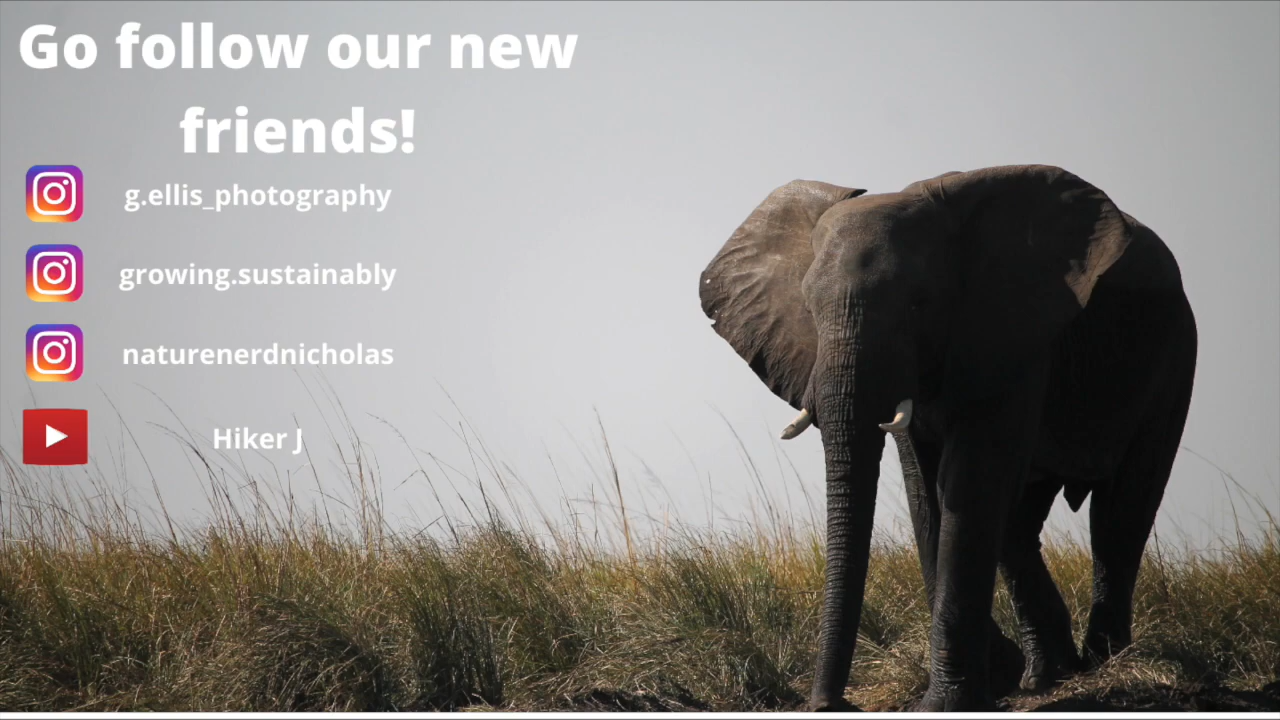 Go follow our new
friends!
g.ellis_photography
growing.sustainably
naturenerdnicholas
Hiker J